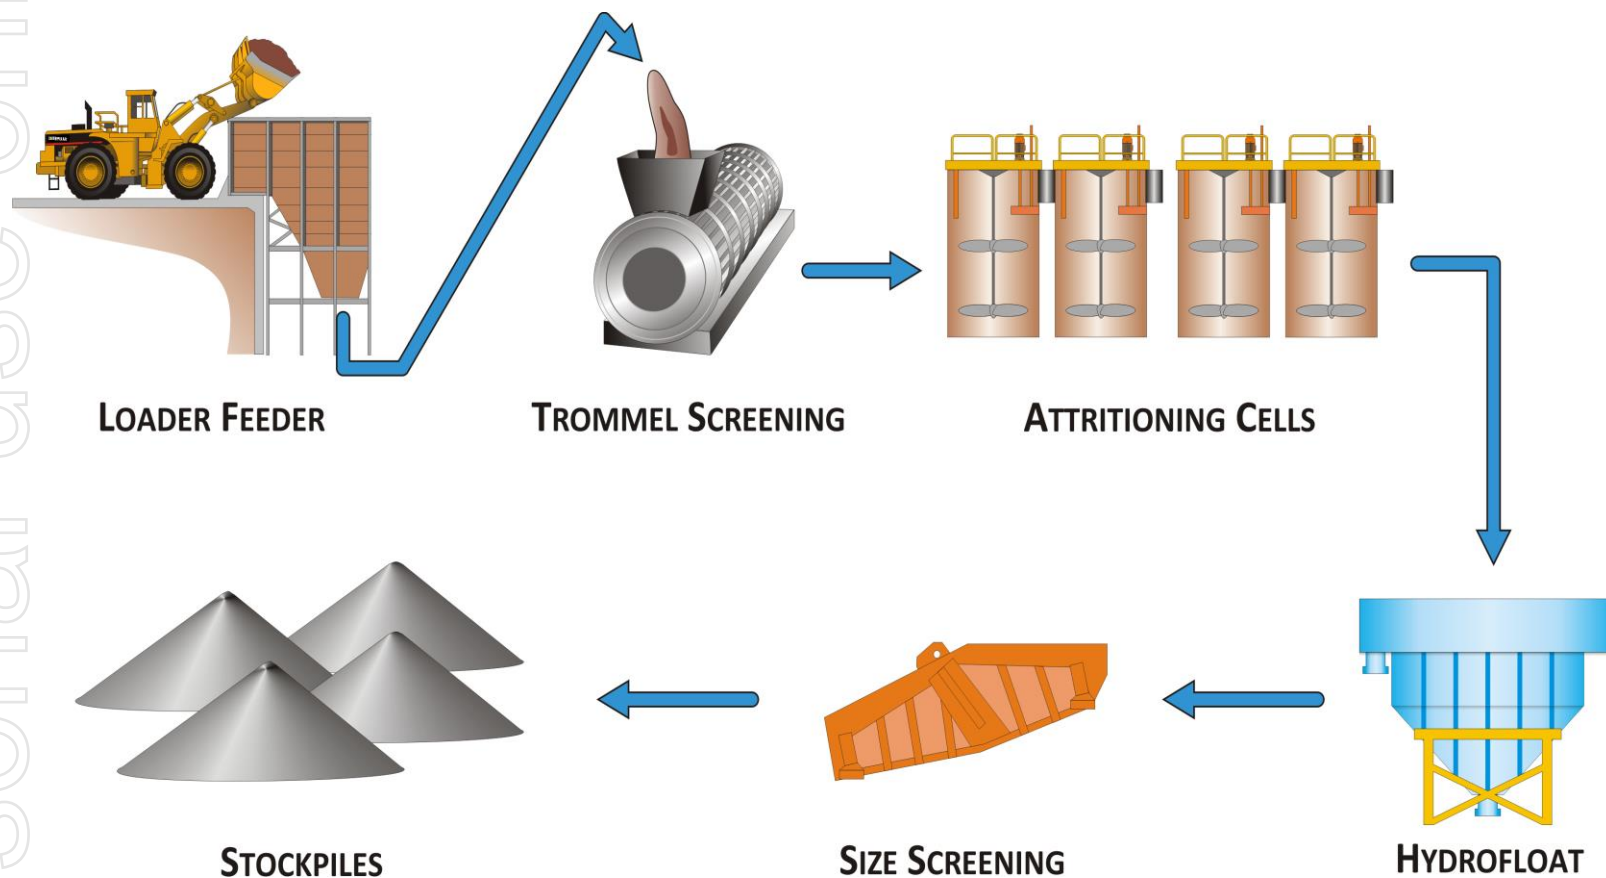 LOADER FEEDER
TROMMEL SCREENING
ATTRITIONING CELLS
STOCKPILES
SIZE SCREENING
HYDROFLOAT